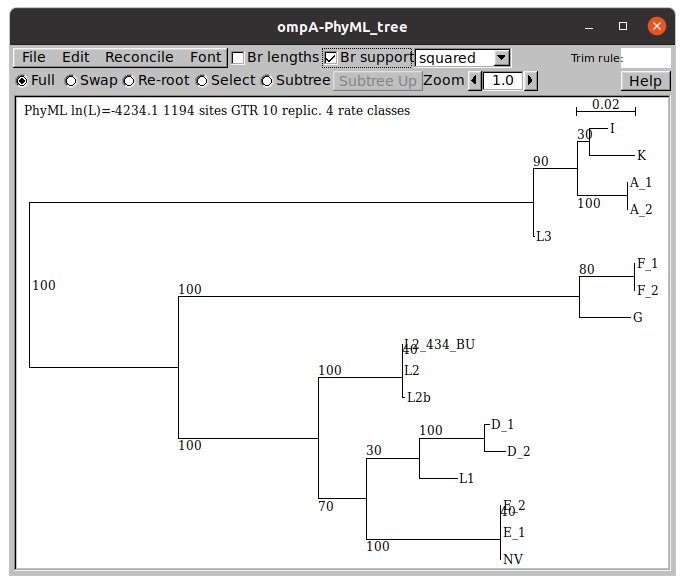 ompA-PhyML_tree
File Edit Reconcile Font Br lengths Br support squared Trim rule:
Full Swap Re-root Select Subtree Subtree Up Zoom 1.0 Help
PhyML ln(L)=-4234.1 1194 sites GTR 10 replic. 4 rate classes
0.02
I
30
K
90
A_1
100
A_2
L3
F_1
80
100
100
F_2
G
L2_434_BU
40
100
L2
L2b
D_1
100
100
30
D_2
L1
70
E_2
40
E_1
100
NV